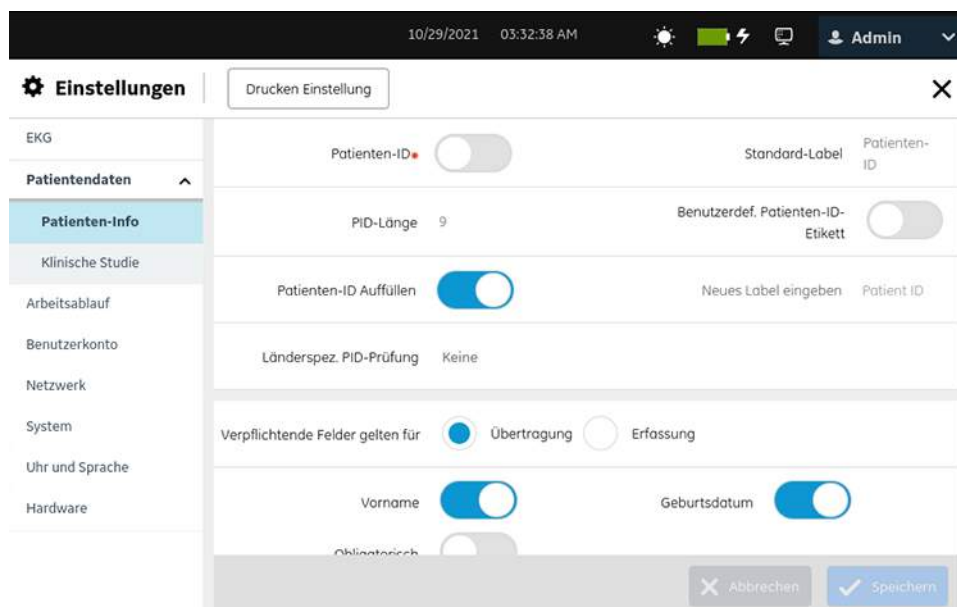 10/29/2021 03:32:38 AM Admin
Einstellungen Drucken Einstellung
EKG
Patientendaten
Patienten-Info
Klinische Studie
Arbeitsablauf
Benutzerkonto
Netzwerk
System
Uhr und Sprache
Hardware
Patienten-ID
Standard-Label
Patienten-
ID
PID-Länge 9
Benutzerdef. Patienten-ID-
Etikett
Patienten-ID Auffüllen
Neues Label eingeben Patient ID
Länderspez. PID-Prüfung Keine
Verpflichtende Felder gelten für Übertragung Erfassung
Vorname
Geburtsdatum
Obligatorisch
Abbrechen Speichern